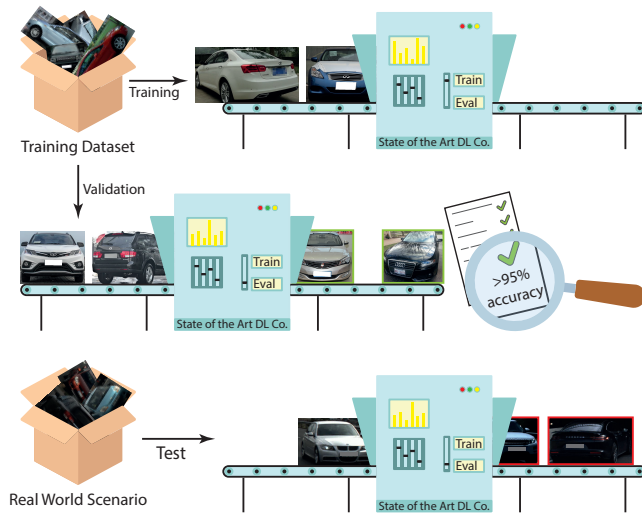 Training
Train
Eval
State of the Art DL Co.
Training Dataset
Validation
Train
Eval
State of the Art DL Co.
>95%
accuracy
Test
Train
Eval
State of the Art DL Co.
Real World Scenario